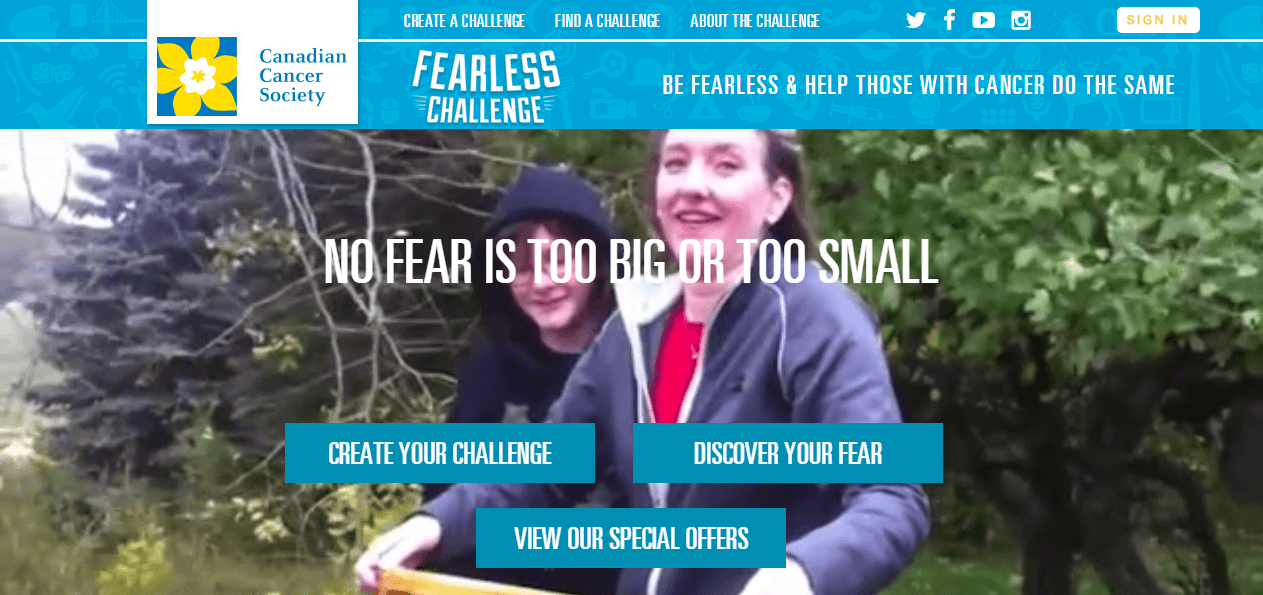 CREATE A CHALLENGE
FIND A CHALLENGE
ABOUT THE CHALLENGE
SIGN IN
Canadian
Cancer
Society
FEARLESS
CHALLENGE
BE FEARLESS & HELP THOSE WITH CANCER DO THE SAME
NO FEAR IS TOO BIG OR TOO SMALL
CREATE YOUR CHALLENGE
DISCOVER YOUR FEAR
VIEW OUR SPECIAL OFFERS